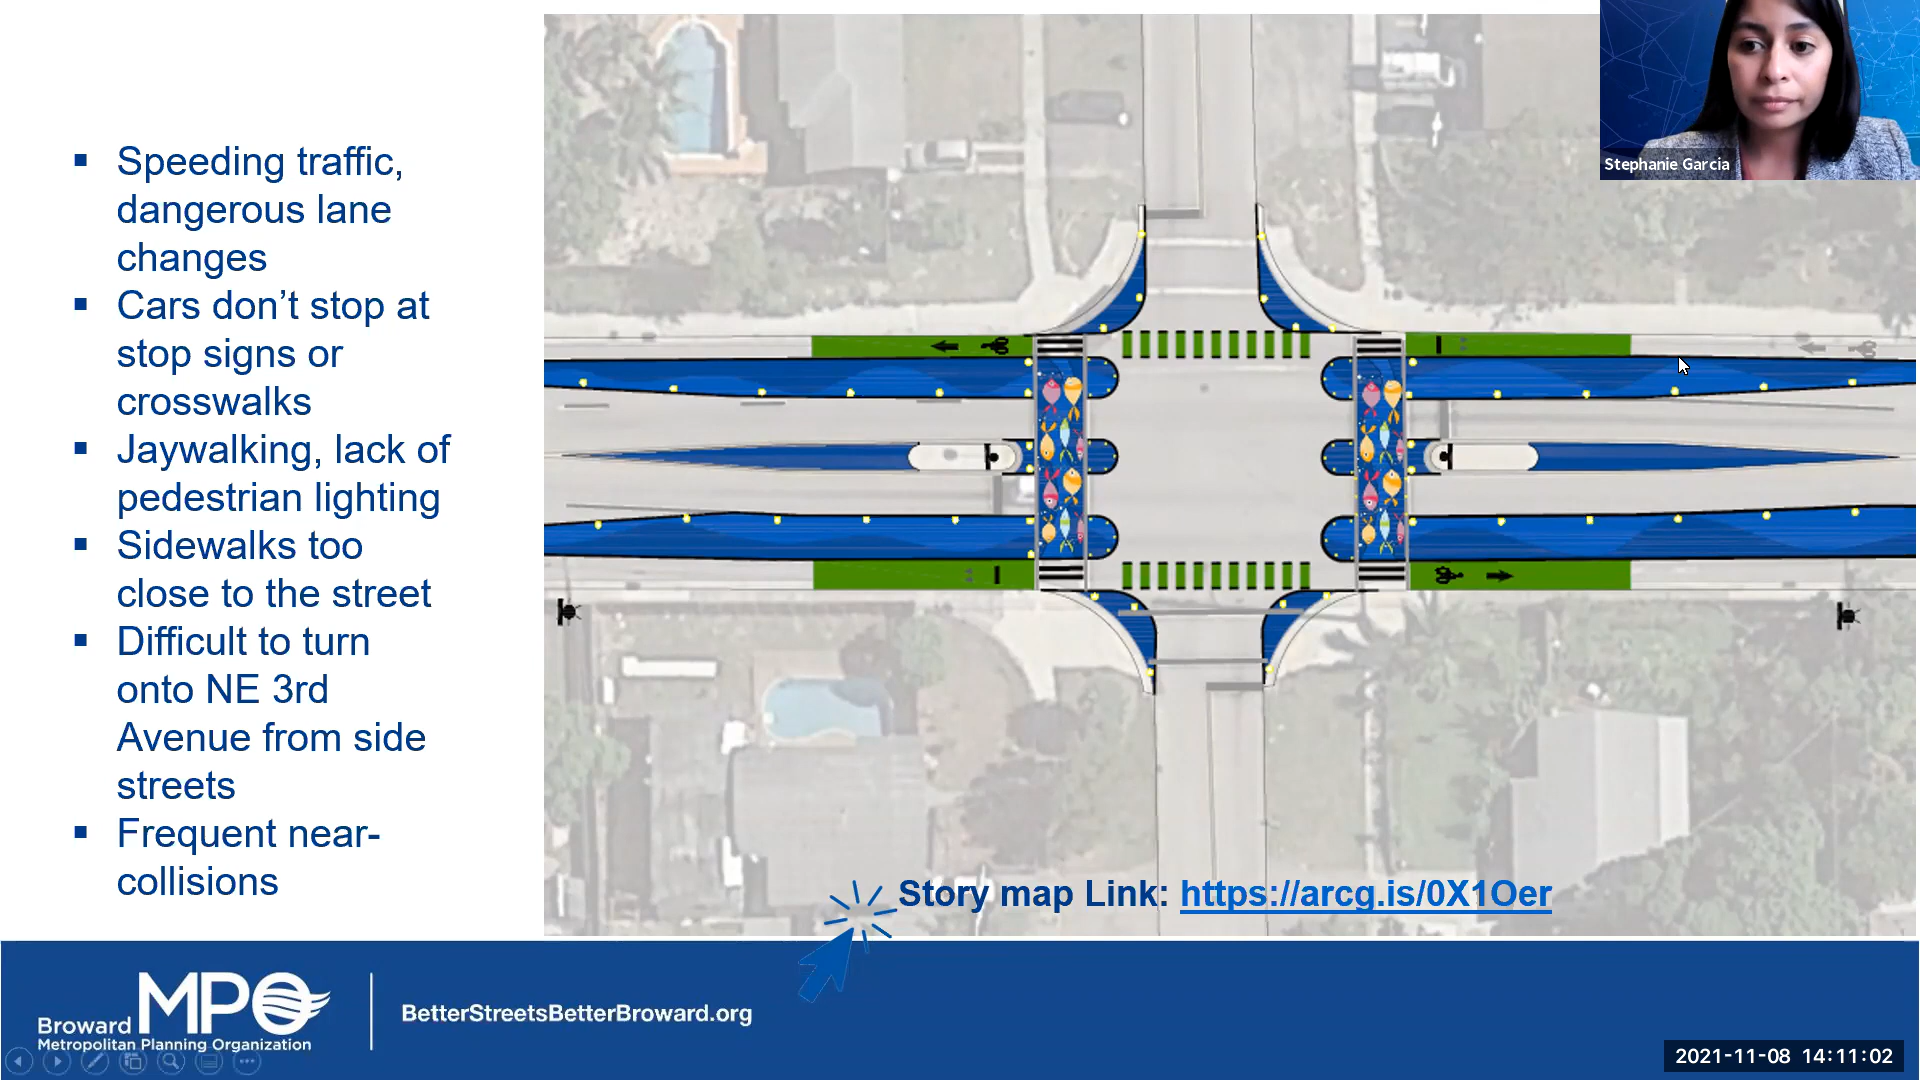 Stephanie Garcia
▪ Speeding traffic,
dangerous lane
changes
▪ Cars don’t stop at
stop signs or
crosswalks
▪ Jaywalking, lack of
pedestrian lighting
▪ Sidewalks too
close to the street
▪ Difficult to turn
onto NE 3rd
Avenue from side
streets
▪ Frequent near-
collisions
Story map Link: https://arcg.is/0X1Oer
Broward MPO
Metropolitan Planning Organization
BetterStreetsBetterBroward.org
2021-11-08 14:11:02